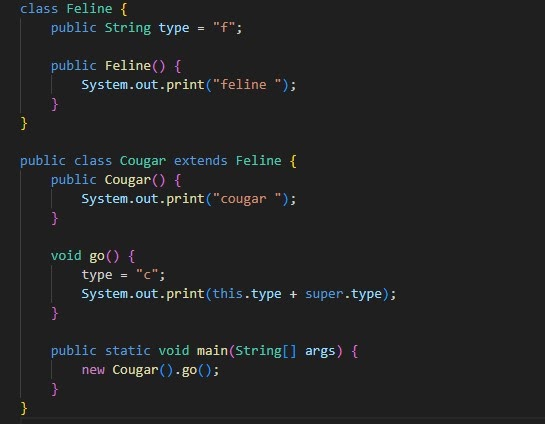 class Feline {
    public String type = "f";

    public Feline() {
        System.out.print("feline ");
    }
}

public class Cougar extends Feline {
    public Cougar() {
        System.out.print("cougar ");
    }

    void go() {
        type = "c";
        System.out.print(this.type + super.type);
    }

    public static void main(String[] args) {
        new Cougar().go();
    }
}